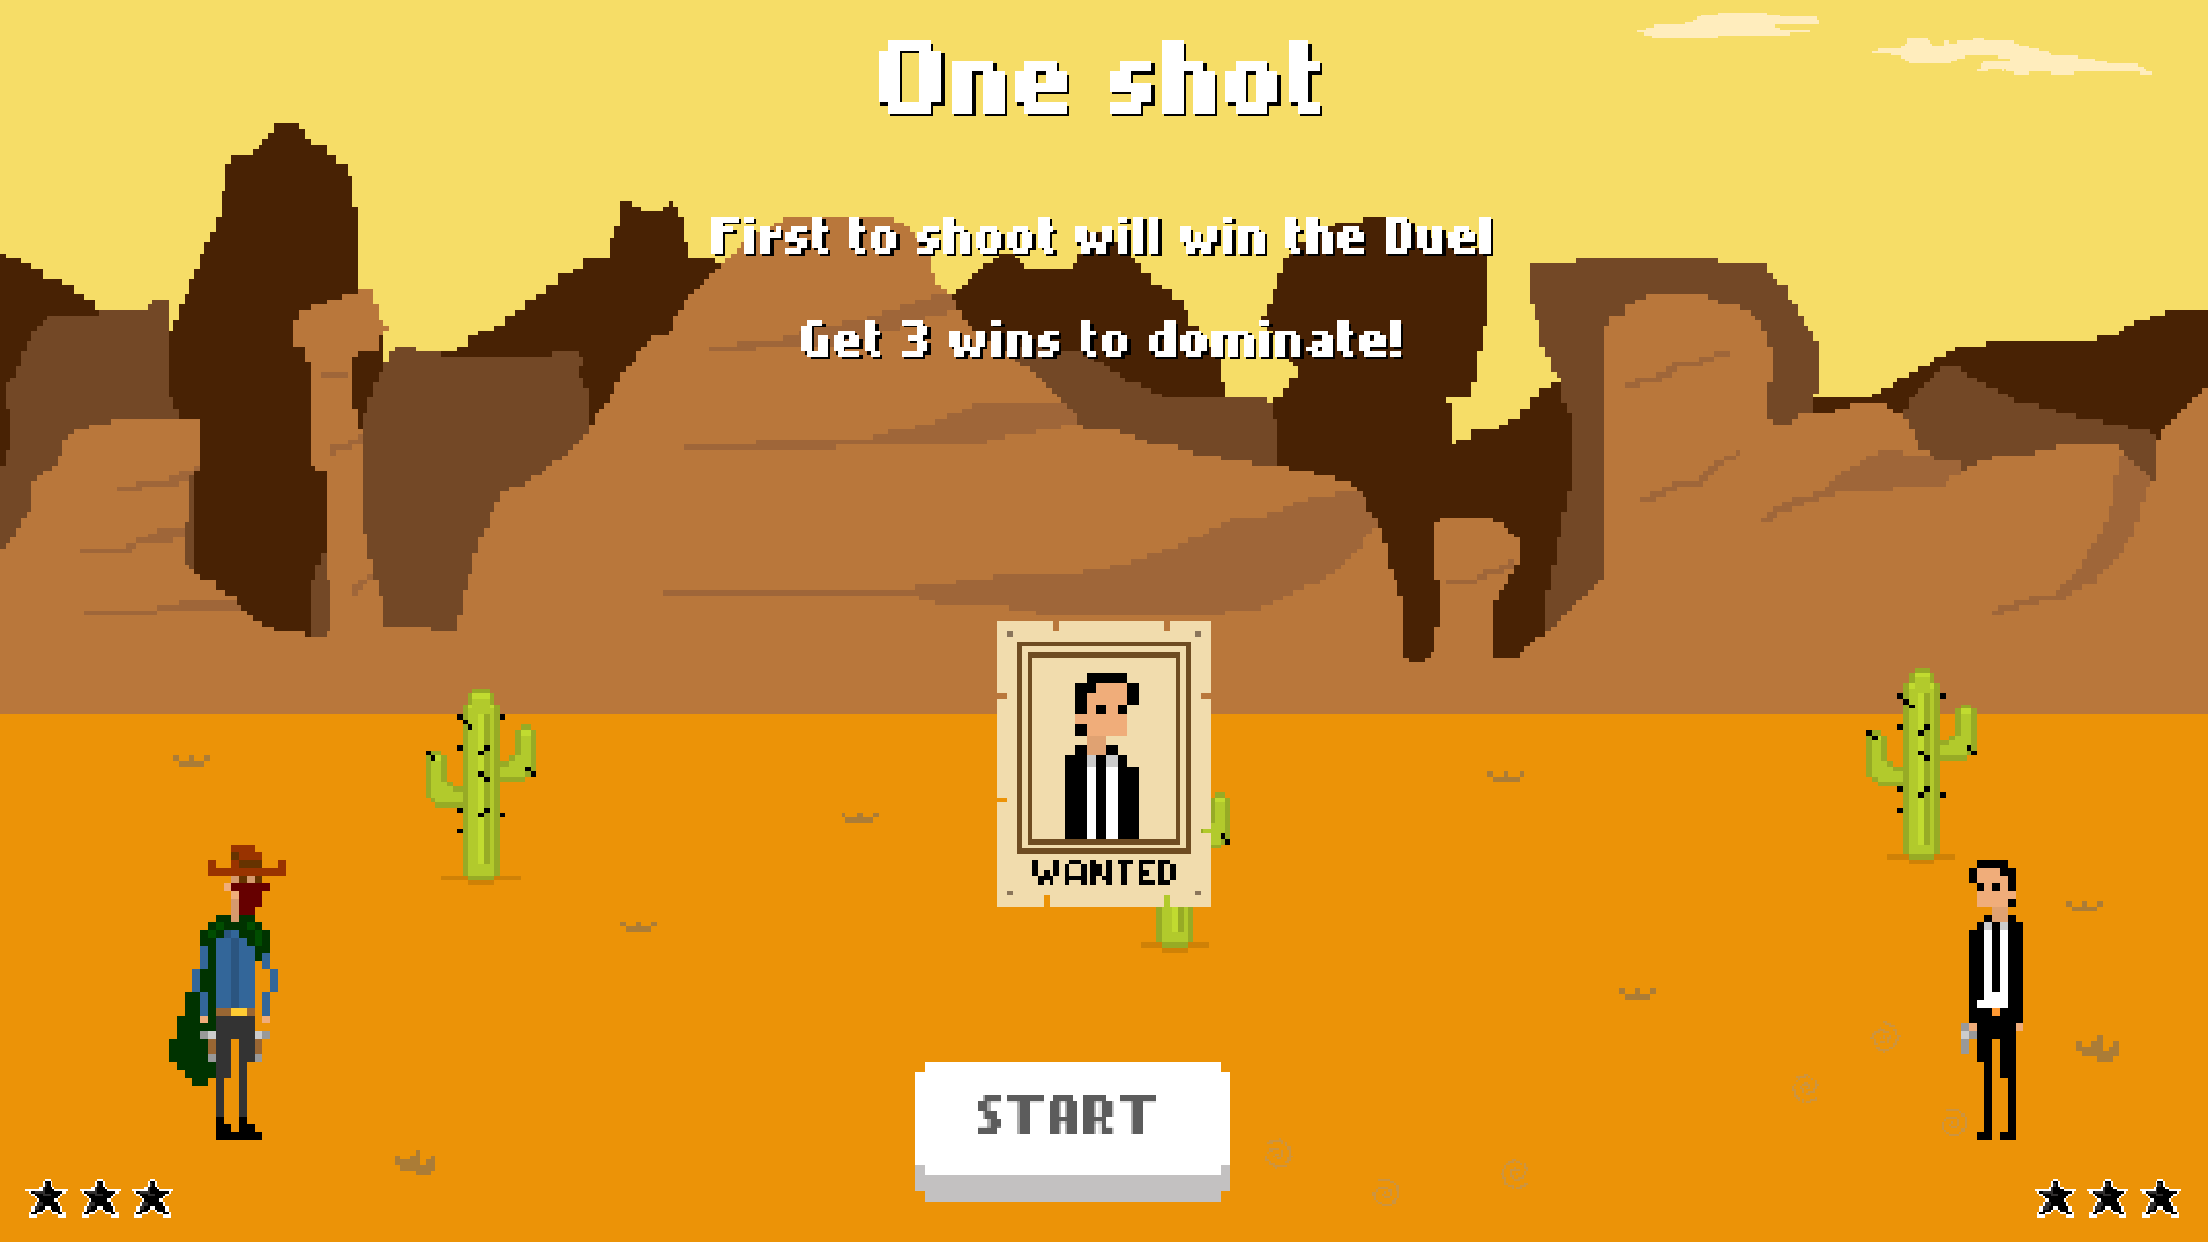 One shot
First to shoot will win the Duel
Get 3 wins to dominate!
WANTED
START